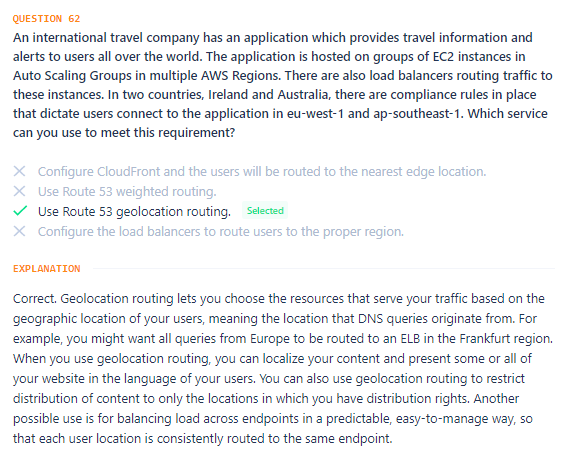 QUESTION 62
An international travel company has an application which provides travel information and
alerts to users all over the world. The application is hosted on groups of EC2 instances in
Auto Scaling Groups in multiple AWS Regions. There are also load balancers routing traffic to
these instances. In two countries, Ireland and Australia, there are compliance rules in place
that dictate users connect to the application in eu-west-1 and ap-southeast-1. Which service
can you use to meet this requirement?
Configure CloudFront and the users will be routed to the nearest edge location.
Use Route 53 weighted routing.
Use Route 53 geolocation routing. Selected
Configure the load balancers to route users to the proper region.
EXPLANATION
Correct. Geolocation routing lets you choose the resources that serve your traffic based on the
geographic location of your users, meaning the location that DNS queries originate from. For
example, you might want all queries from Europe to be routed to an ELB in the Frankfurt region.
When you use geolocation routing, you can localize your content and present some or all of
your website in the language of your users. You can also use geolocation routing to restrict
distribution of content to only the locations in which you have distribution rights. Another
possible use is for balancing load across endpoints in a predictable, easy-to-manage way, so
that each user location is consistently routed to the same endpoint.